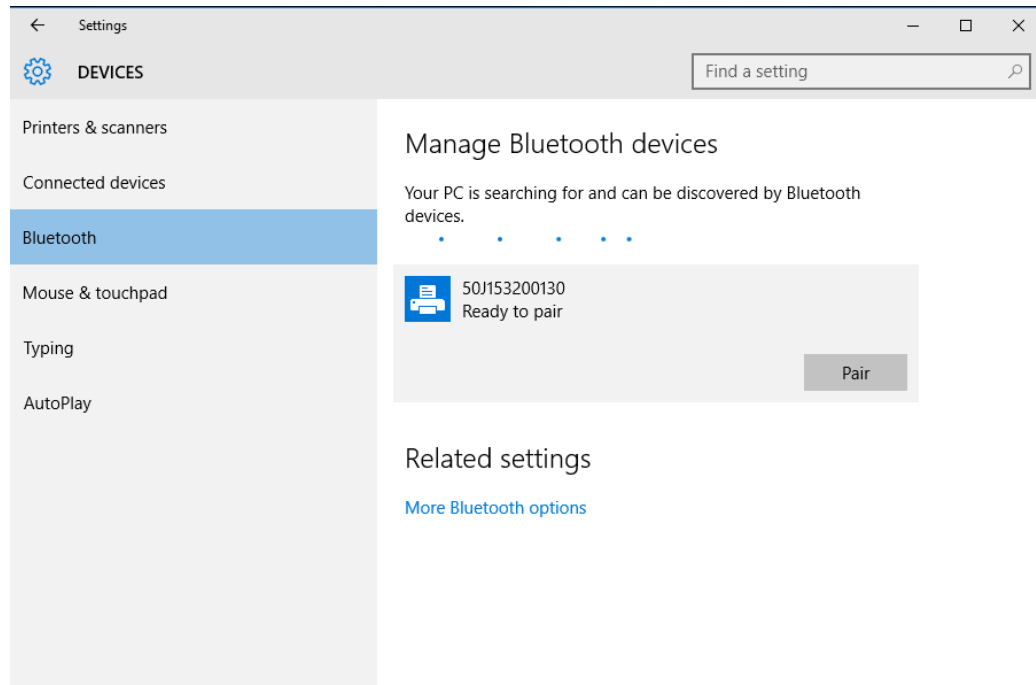 Settings
DEVICES
Find a setting
Printers & scanners
Connected devices
Bluetooth
Mouse & touchpad
Typing
AutoPlay
Manage Bluetooth devices
Your PC is searching for and can be discovered by Bluetooth
devices.
50J153200130
Ready to pair
Pair
Related settings
More Bluetooth options